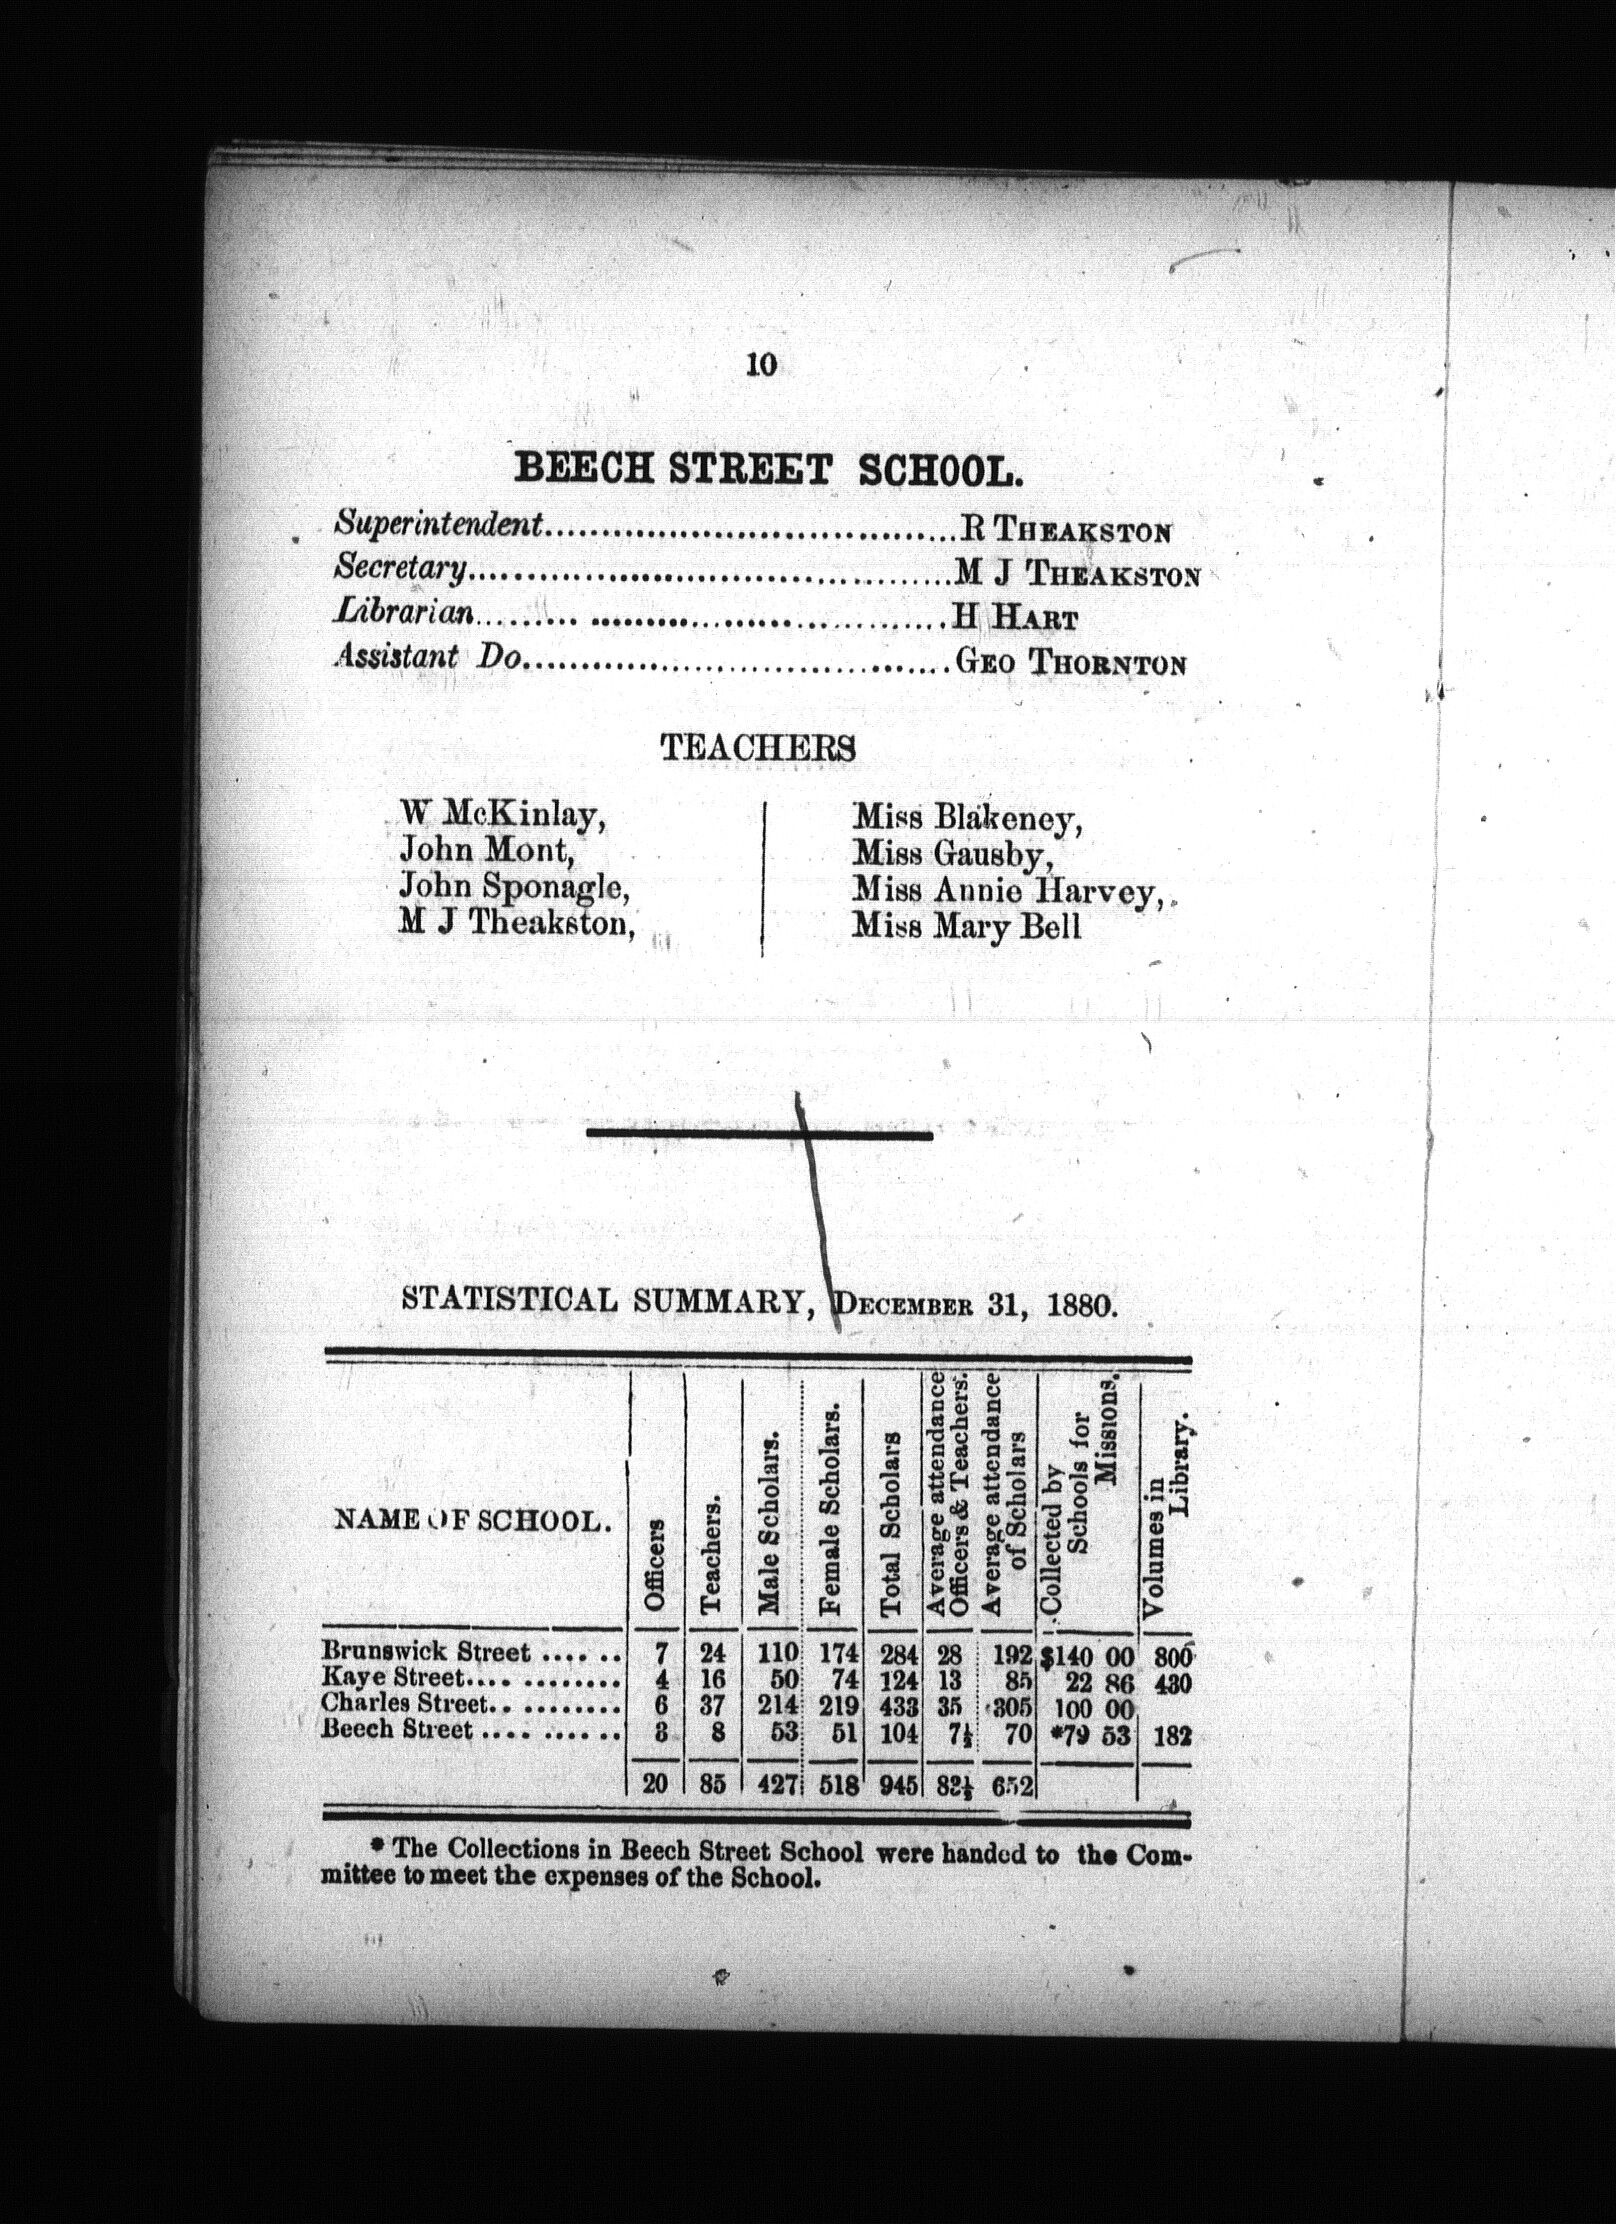 10
BEECH STREET SCHOOL.
Superintendent....................................R THEAKSTON
Secretary..........................................M J THEAKSTON
Librarian......... ..............................H HART
Assistant Do.....................................GEO THORNTON
TEACHERS
W McKinlay,
John Mont,
John Sponagle,
M J Theakston,
Miss Blakeney,
Miss Gausby,
Miss Annie Harvey,
Miss Mary Bell
STATISTICAL SUMMARY, DECEMBER 31, 1880.
NAME OF SCHOOL. Officers Teachers. Male Scholars. Female Scholars. Total Scholars Average attendance Officers & Teachers. Average attendance of Scholars Collected by Schools for Missions. Volumes in Library.
Brunswick Street ...... 7 24 110 174 284 28 192 $140 00 800
Kaye Street.... ......... 4 16 50 74 124 13 85 22 86 430
Charles Street.. ......... 6 37 214 219 433 35 305 100 00
Beech Street .... ...... 3 8 53 51 104 7½ 70 *79 53 182
20 85 427 518 945 83½ 652
* The Collections in Beech Street School were handed to the Com-
mittee to meet the expenses of the School.